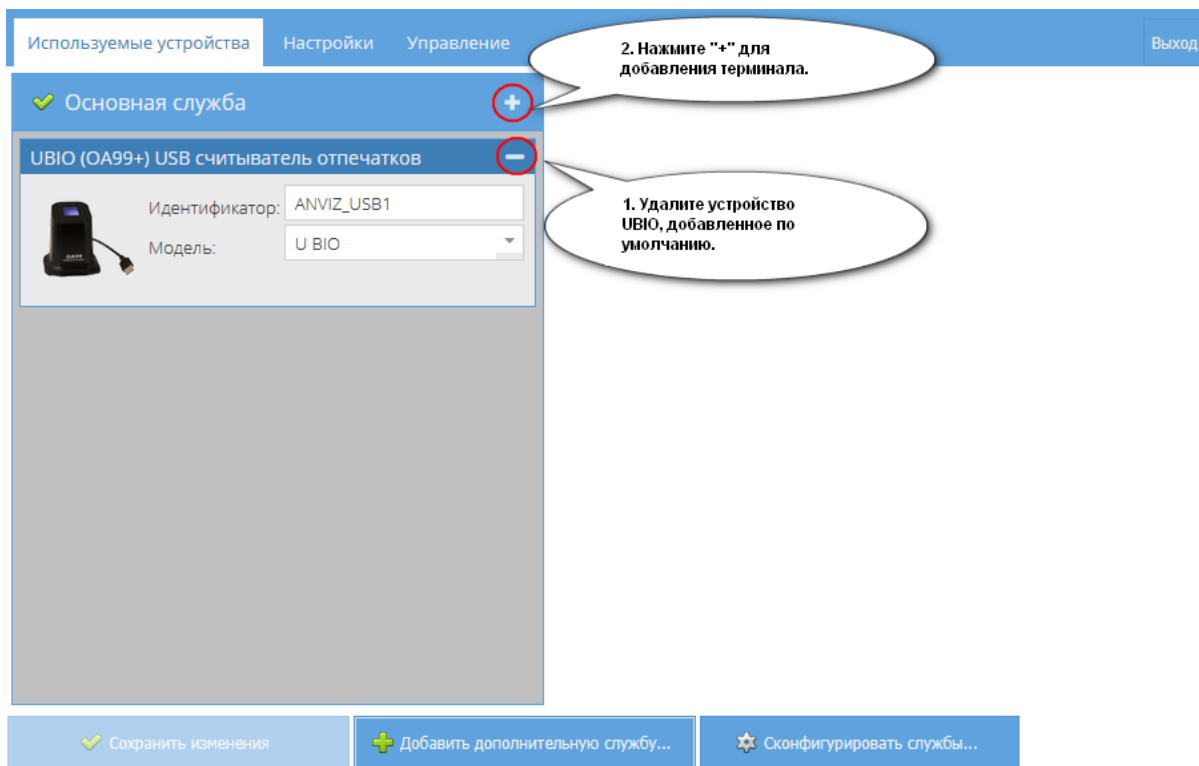 Используемые устройства Настройки Управление Выход
2. Нажмите "+" для
добавления терминала.
Основная служба
UBIO (OA99+) USB считыватель отпечатков
Идентификатор: ANVIZ_USB1
Модель: U BIO
OA99
1. Удалите устройство
UBIO, добавленное по
умолчанию.
Сохранить изменения Добавить дополнительную службу... Сконфигурировать службы...